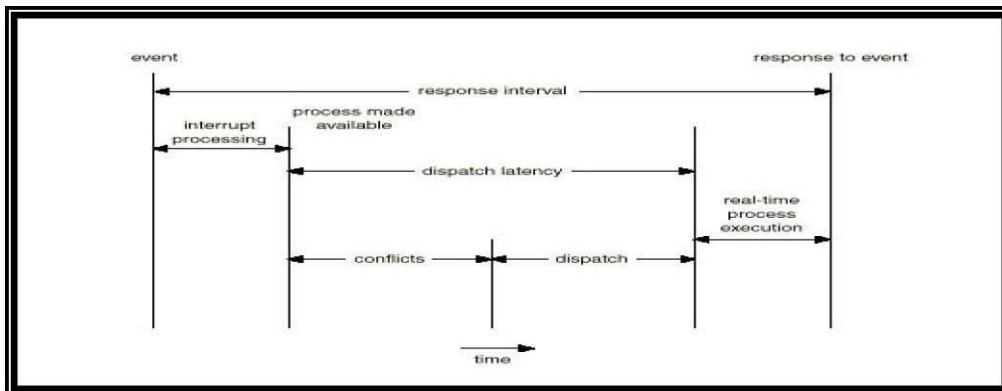 event
response to event
response interval
process made
available
interrupt
processing
dispatch latency
real-time
process
execution
conflicts
dispatch
time